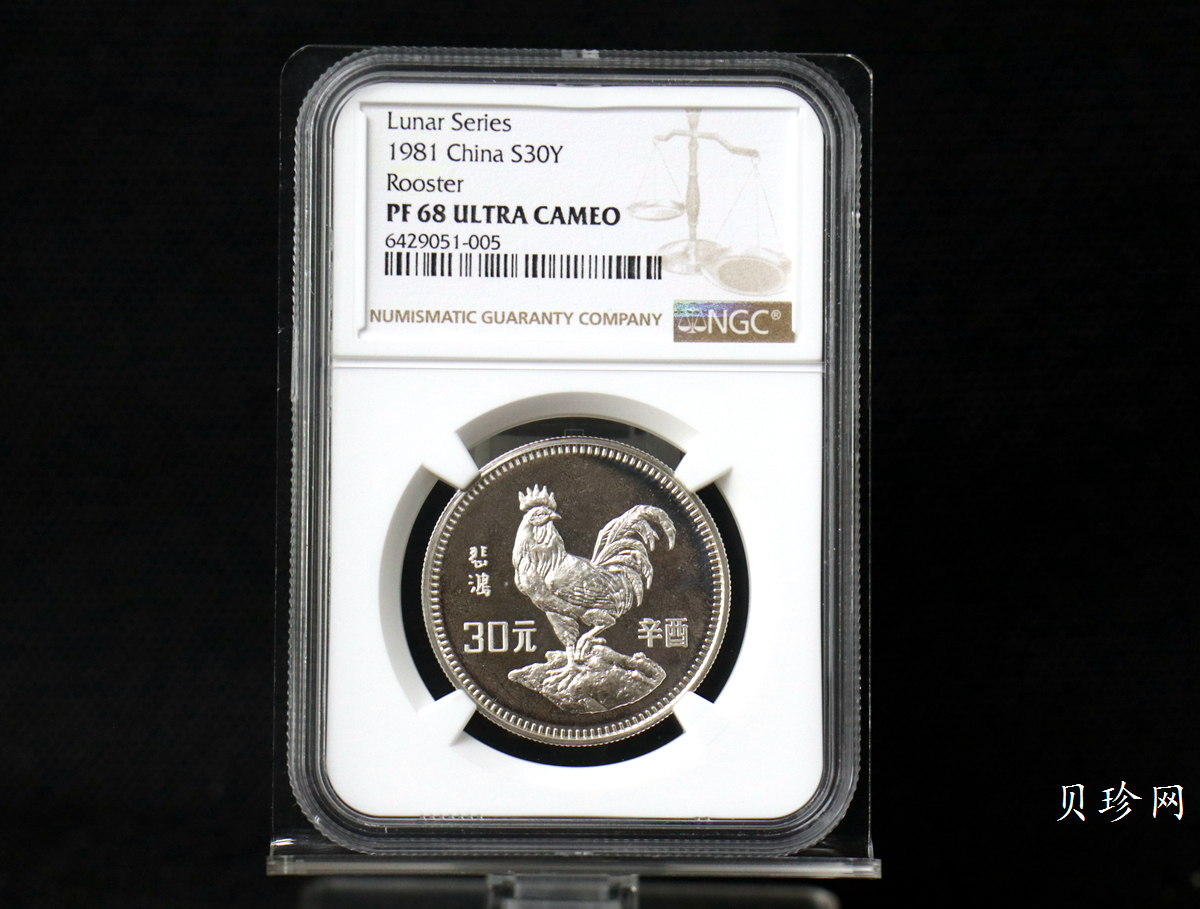 Lunar Series
1981 China S30Y
Rooster
PF 68 ULTRA CAMEO
6429051-005
NUMISMATIC GUARANTY COMPANY
NGC®
悲
鴻
30元
辛酉
贝珍网